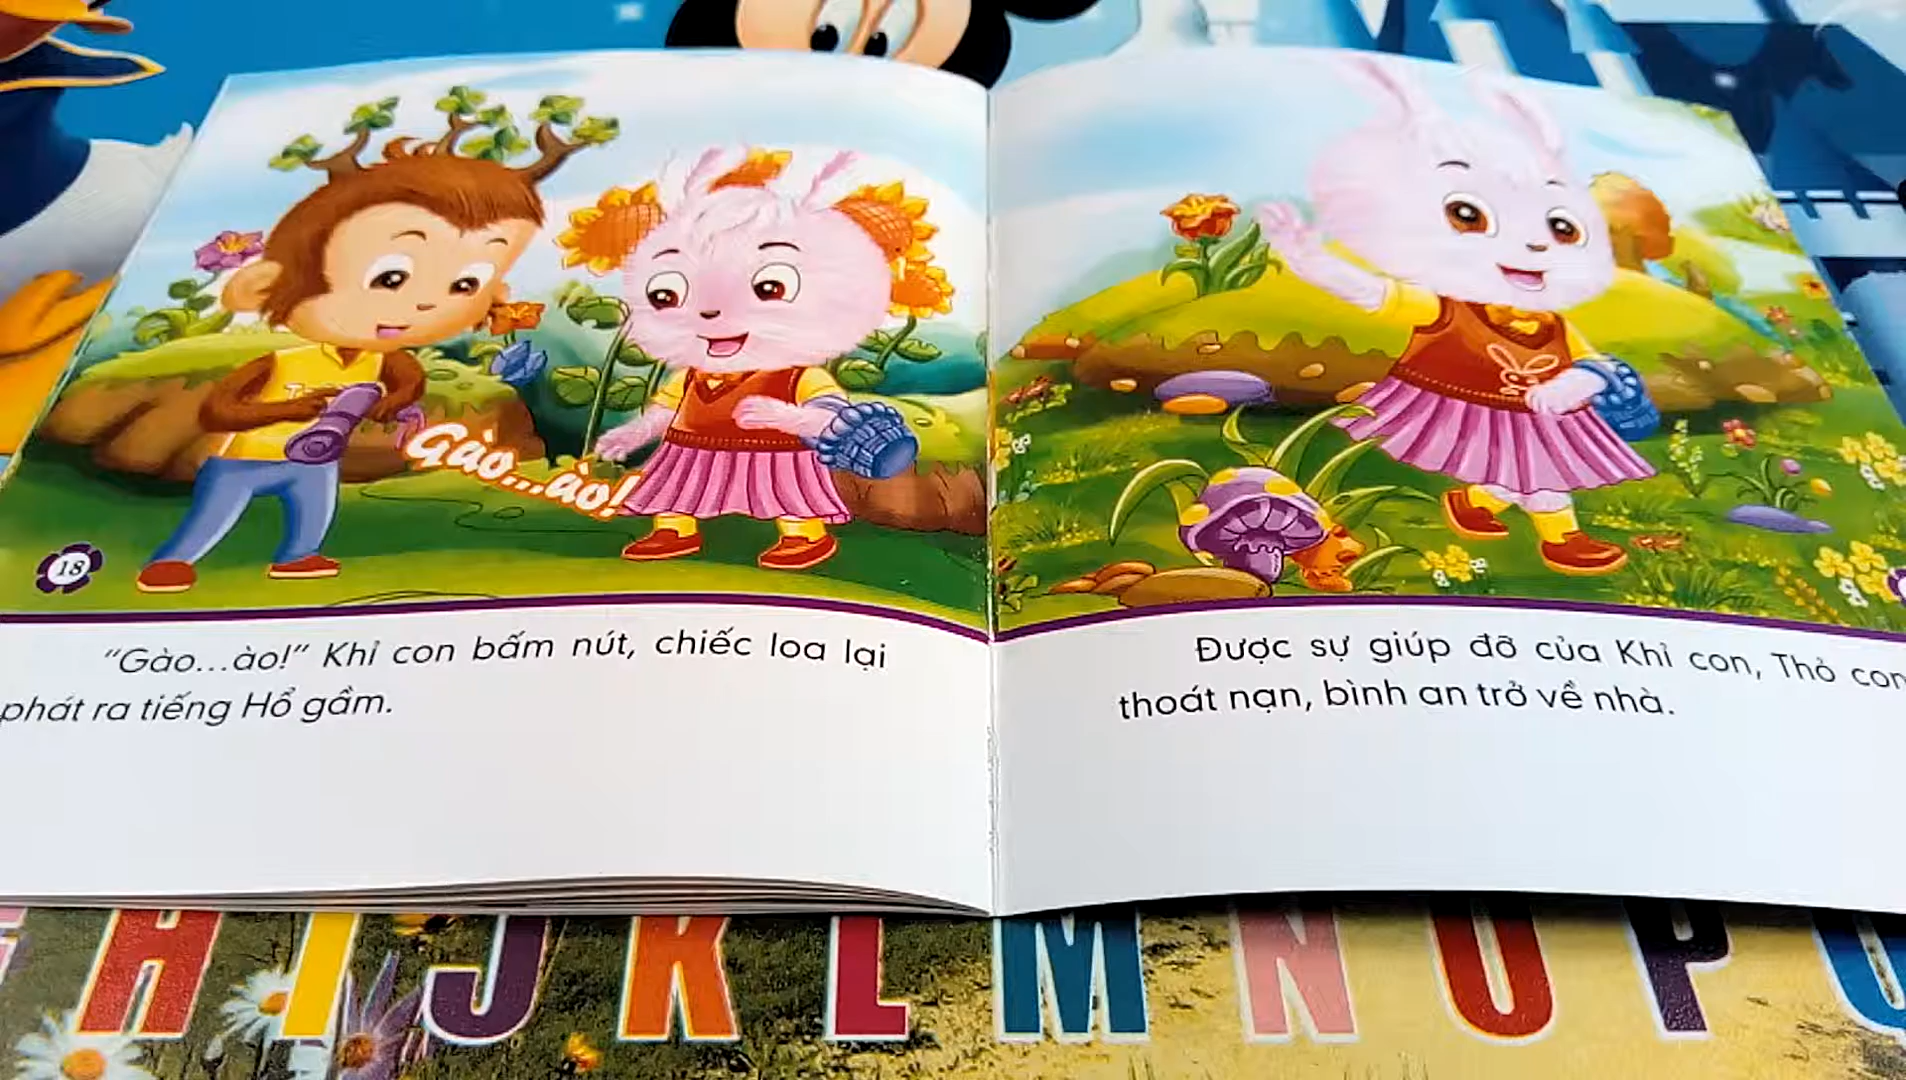 Gào...ào!
18
“Gào...ào!” Khỉ con bấm nút, chiếc loa lại
phát ra tiếng Hổ gầm.
Được sự giúp đỡ của Khỉ con, Thỏ con
thoát nạn, bình an trở về nhà.
H I J K L M N O P Q